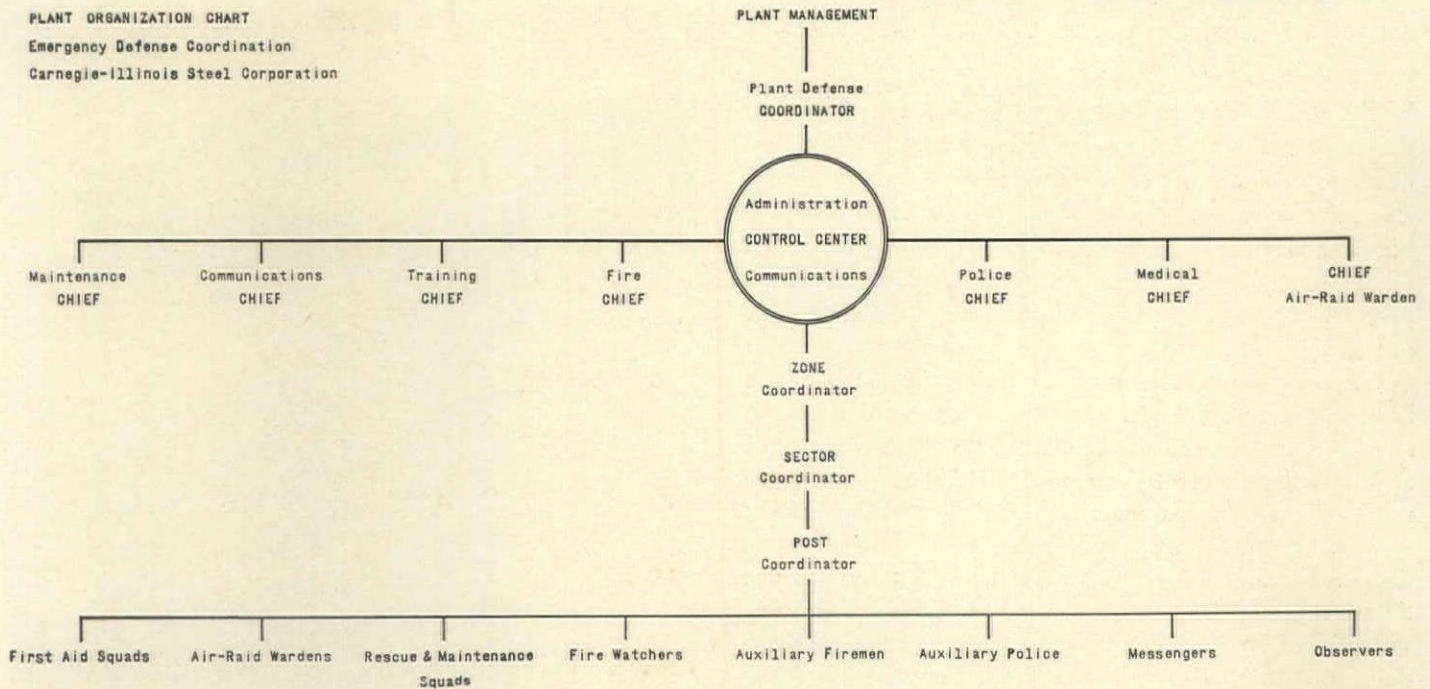 PLANT ORGANIZATION CHART
Emergency Defense Coordination
Carnegie-Illinois Steel Corporation
PLANT MANAGEMENT
Plant Defense
COORDINATOR
Administration
CONTROL CENTER
Communications
Maintenance
CHIEF
Communications
CHIEF
Training
CHIEF
Fire
CHIEF
Police
CHIEF
Medical
CHIEF
CHIEF
Air-Raid Warden
ZONE
Coordinator
SECTOR
Coordinator
POST
Coordinator
First Aid Squads
Air-Raid Wardens
Rescue & Maintenance
Squads
Fire Watchers
Auxiliary Firemen
Auxiliary Police
Messengers
Observers